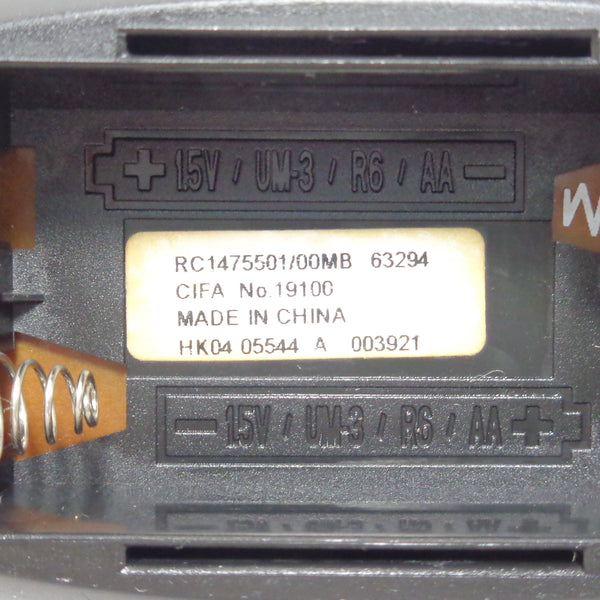 + 1.5V / UM-3 / R6 / AA −
RC1475501/00MB 63294
CIFA No.19100
MADE IN CHINA
HK04 05544 A 003921
− 1.5V / UM-3 / R6 / AA +